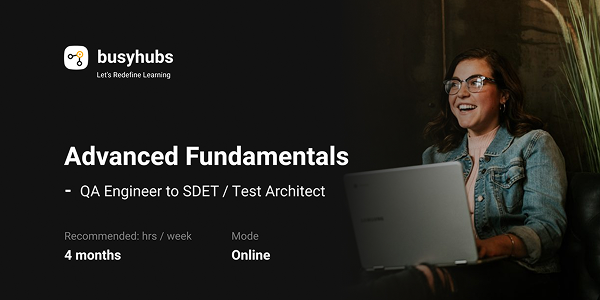 busyhubs
Let's Redefine Learning
Advanced Fundamentals
- QA Engineer to SDET / Test Architect
Recommended: hrs / week
Mode
4 months
Online